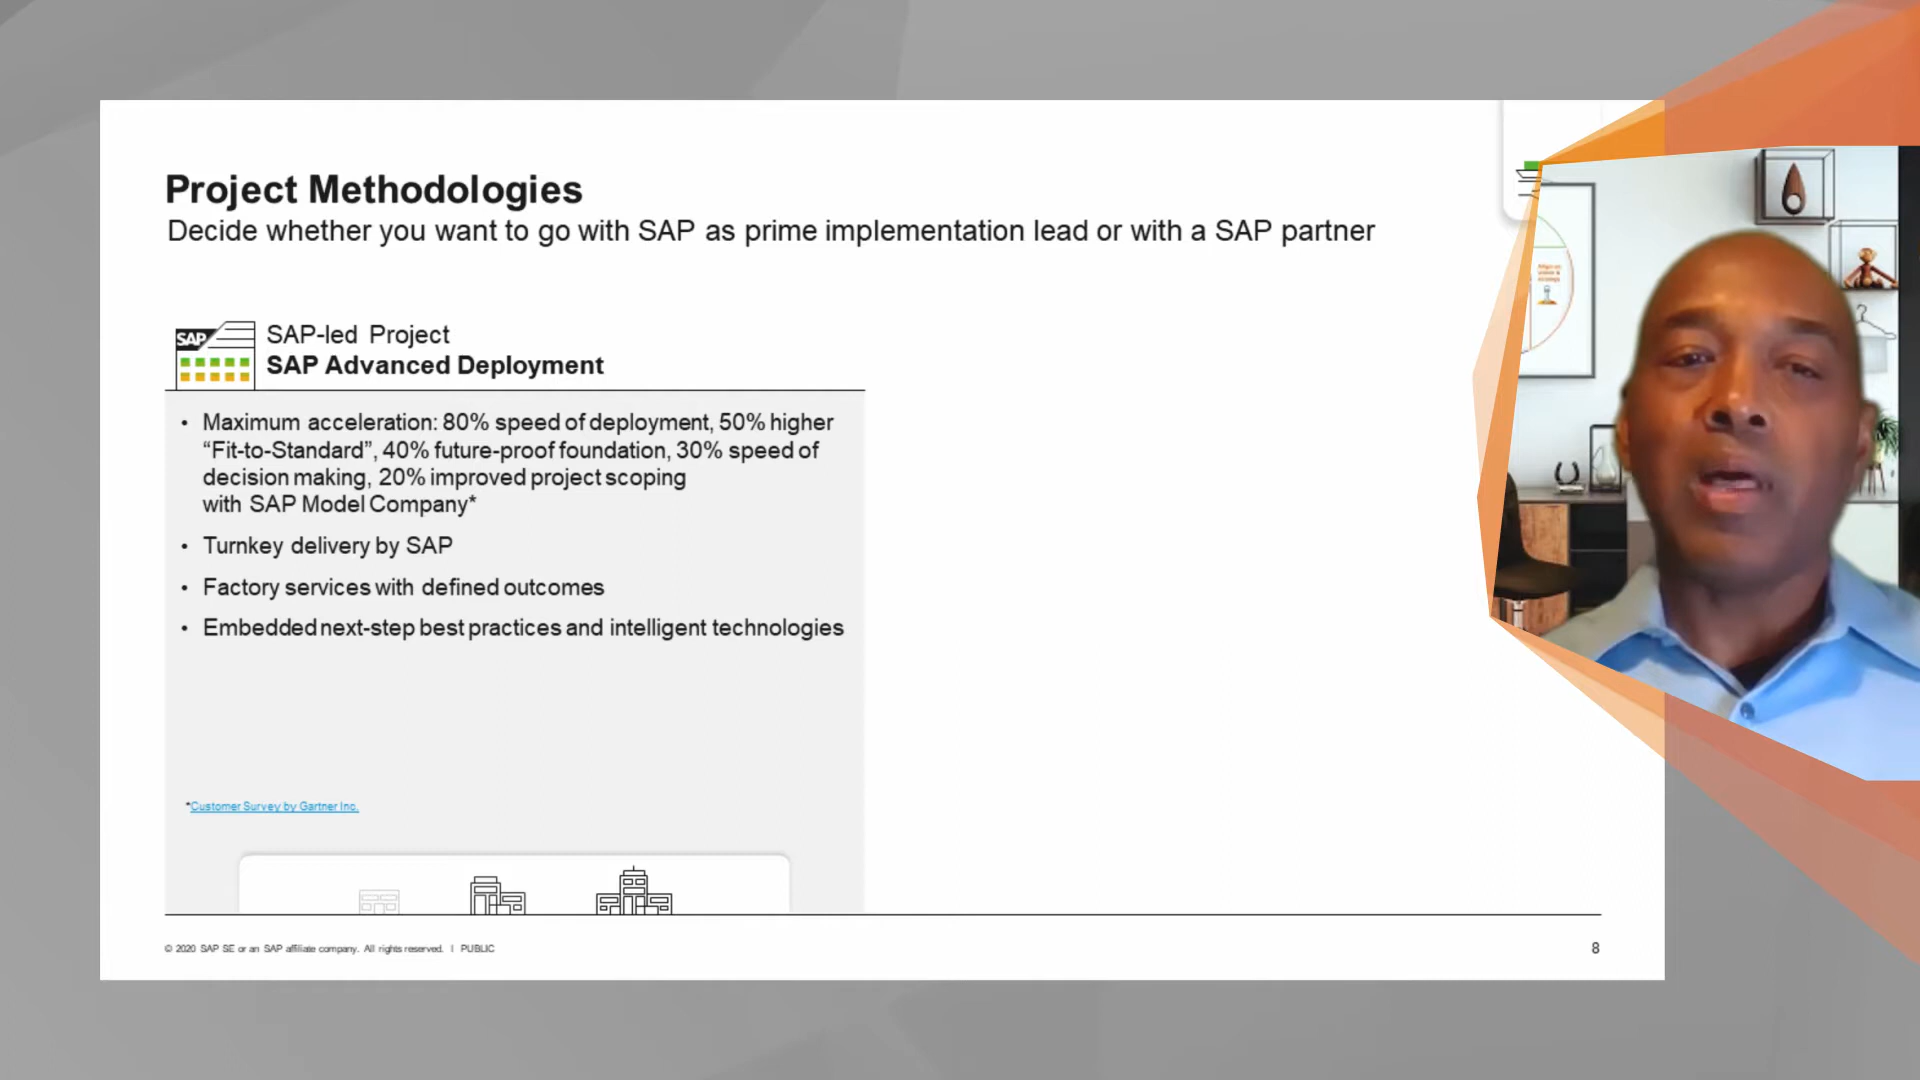 Project Methodologies
Decide whether you want to go with SAP as prime implementation lead or with a SAP partner
SAP
SAP-led Project
SAP Advanced Deployment
• Maximum acceleration: 80% speed of deployment, 50% higher
“Fit-to-Standard”, 40% future-proof foundation, 30% speed of
decision making, 20% improved project scoping
with SAP Model Company*
• Turnkey delivery by SAP
• Factory services with defined outcomes
• Embedded next-step best practices and intelligent technologies
*Customer Survey by Gartner Inc.
© 2020 SAP SE or an SAP affiliate company. All rights reserved. I PUBLIC
8